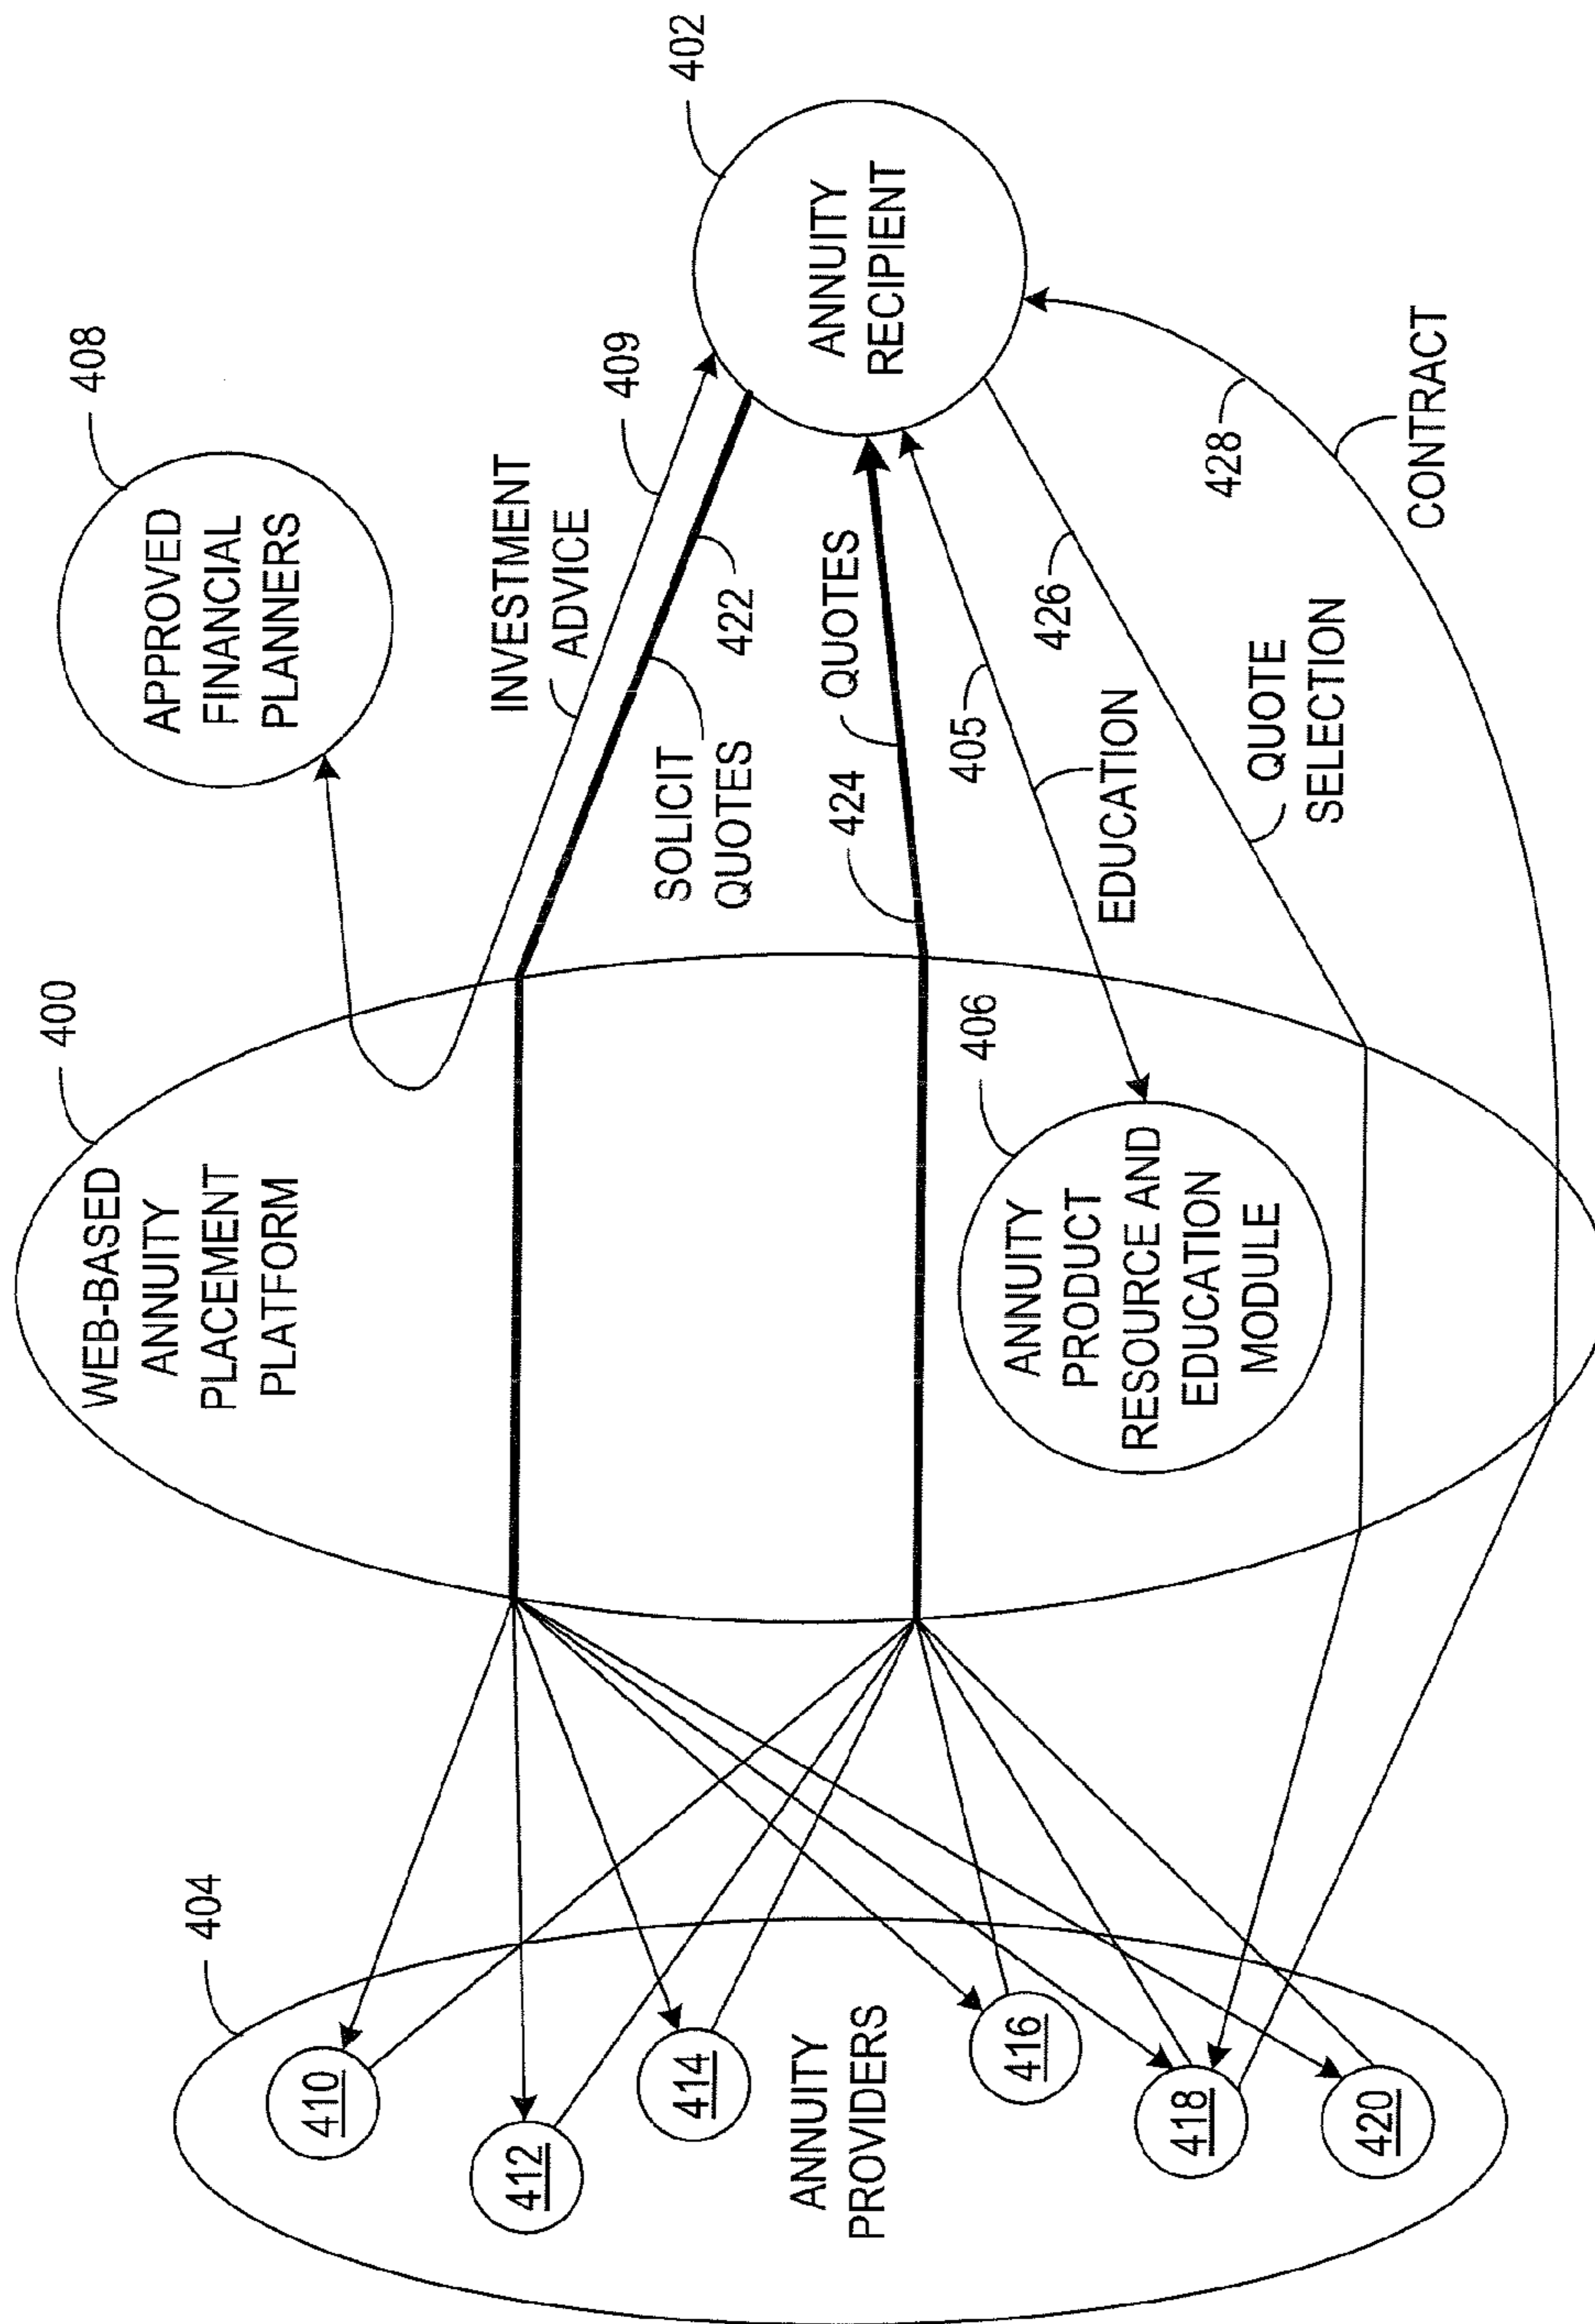 404
410
412
414
ANNUITY
PROVIDERS
416
418
420
400
WEB-BASED
ANNUITY
PLACEMENT
PLATFORM
406
ANNUITY
PRODUCT
RESOURCE AND
EDUCATION
MODULE
408
APPROVED
FINANCIAL
PLANNERS
409
INVESTMENT
ADVICE
422
SOLICIT
QUOTES
424
QUOTES
405
EDUCATION
426
QUOTE
SELECTION
428
CONTRACT
402
ANNUITY
RECIPIENT